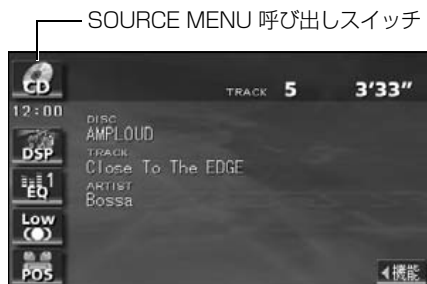 SOURCE MENU 呼び出しスイッチ
CD
TRACK 5 3'33"
12:00
DISC
AMPLOUD
DSP
TRACK
Close To The EDGE
EQ1
ARTIST
Bossa
Low
POS
◀機能